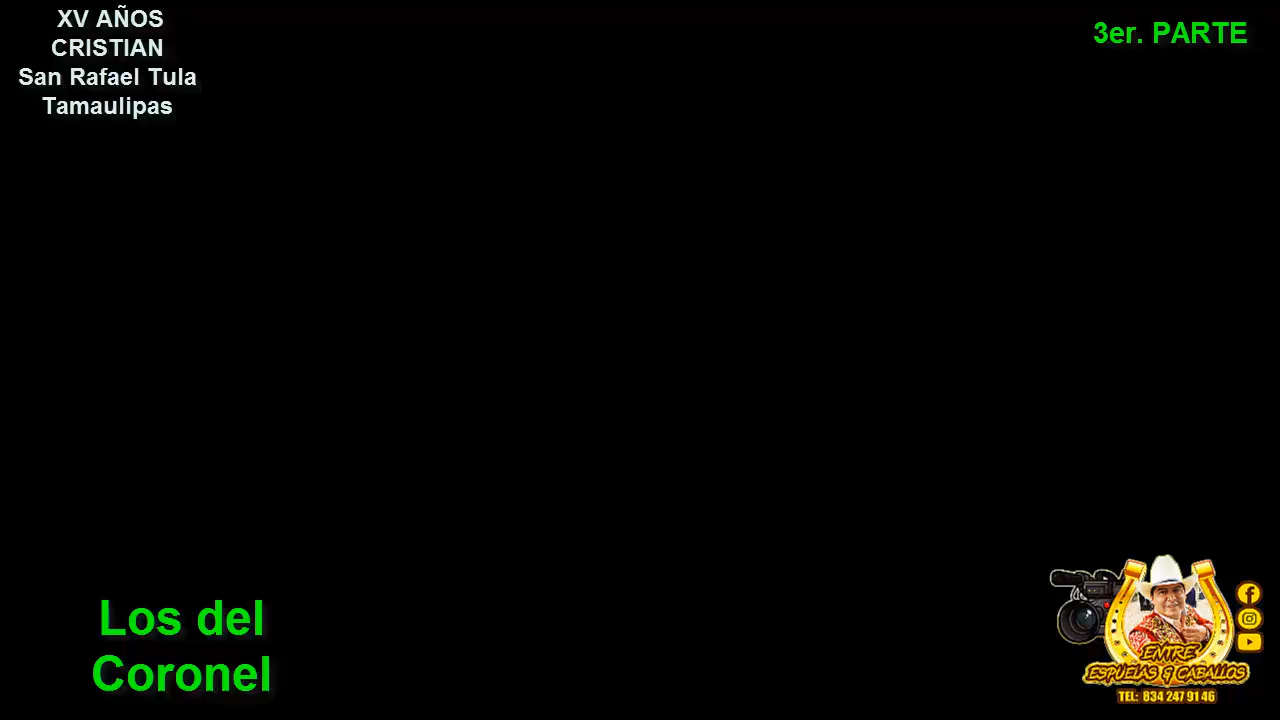 XV AÑOS
CRISTIAN
San Rafael Tula
Tamaulipas
3er. PARTE
Los del
Coronel
ENTRE
ESPUELAS Y CABALLOS
TEL: 834 247 91 46